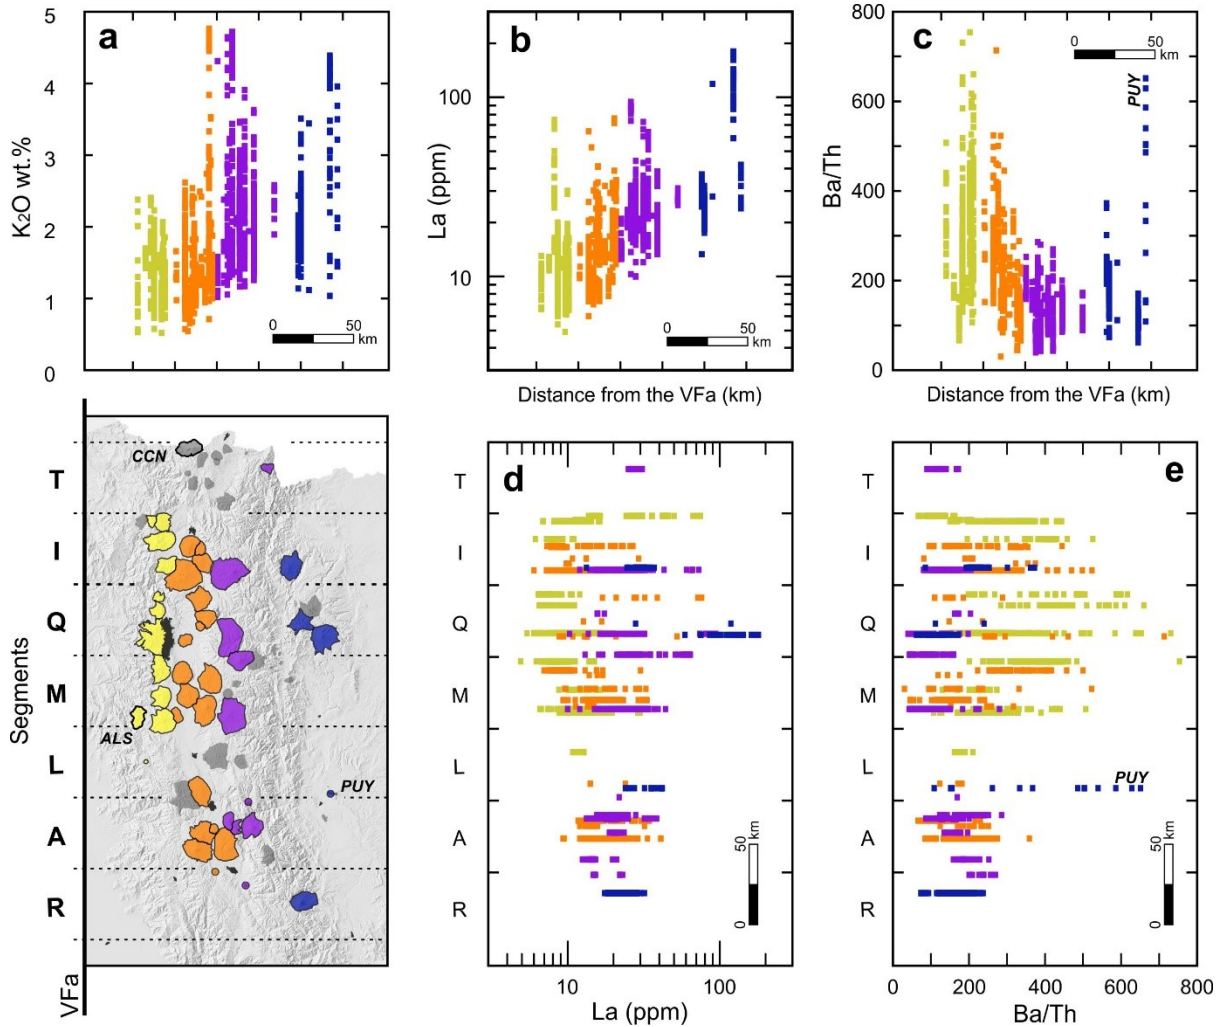 a
K₂O wt.%
5
4
3
2
1
0
0 50
km
b
La (ppm)
100
10
0 50
km
Distance from the VFa (km)
c
Ba/Th
800
600
400
200
0
0 50
km
PUY
Distance from the VFa (km)
Segments
T
I
Q
M
L
A
R
CCN
ALS
PUY
VFa
d
T
I
Q
M
L
A
R
0 50
km
10 100
La (ppm)
e
T
I
Q
M
L
A
R
PUY
0 50
km
0 200 400 600 800
Ba/Th